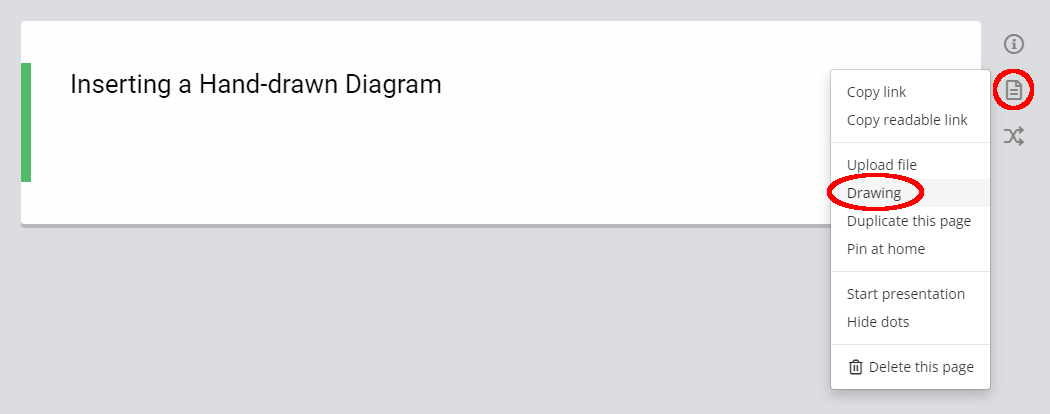 Inserting a Hand-drawn Diagram
Copy link
Copy readable link
Upload file
Drawing
Duplicate this page
Pin at home
Start presentation
Hide dots
Delete this page